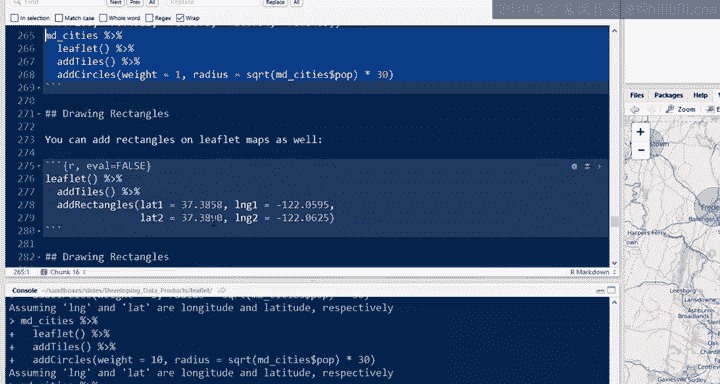 Find
Next
Prev
All
Replace
Replace
All
In selection
Match case
Whole word
Regex
Wrap
265 md_cities %>%
266 leaflet() %>%
267 addTiles() %>%
268 addCircles(weight = 1, radius = sqrt(md_cities$pop) * 30)
269 ```
270
271 ## Drawing Rectangles
272
273 You can add rectangles on leaflet maps as well:
274
275 ```{r, eval=FALSE}
276 leaflet() %>%
277 addTiles() %>%
278 addRectangles(lat1 = 37.3858, lng1 = -122.0595,
279 lat2 = 37.3890, lng2 = -122.0625)
280 ```
281
282 ## Drawing Rectangles
265:1 Chunk 16
R Markdown
Console ~/sandboxes/slides/Developing_Data_Products/leaflet/
Assuming 'lng' and 'lat' are longitude and latitude, respectively
> md_cities %>%
+ leaflet() %>%
+ addTiles() %>%
+ addCircles(weight = 10, radius = sqrt(md_cities$pop) * 30)
Assuming 'lng' and 'lat' are longitude and latitude, respectively
Files Packages Help
Zoom
+
−
Harpers Ferry
Leesburg
Lansdowne
Ashburn
Gainesville